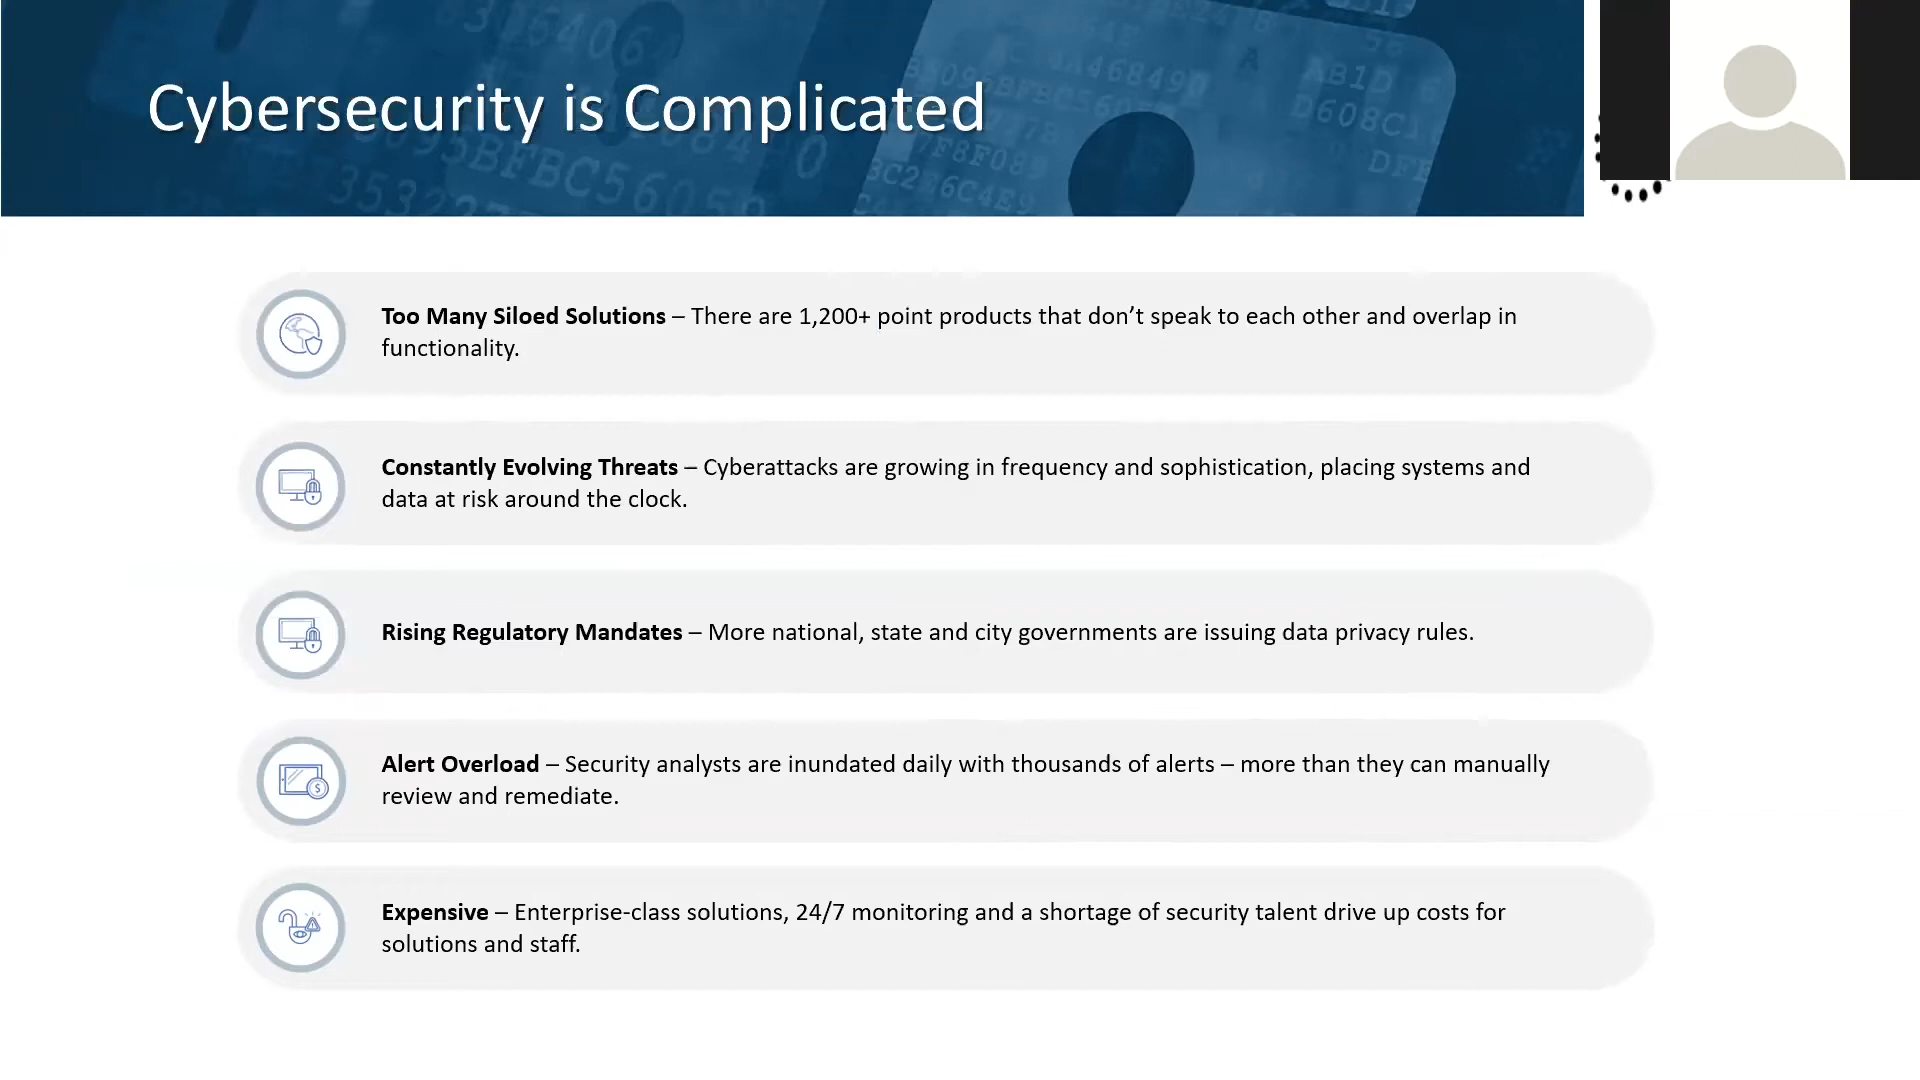 Cybersecurity is Complicated
Too Many Siloed Solutions – There are 1,200+ point products that don’t speak to each other and overlap in
functionality.
Constantly Evolving Threats – Cyberattacks are growing in frequency and sophistication, placing systems and
data at risk around the clock.
Rising Regulatory Mandates – More national, state and city governments are issuing data privacy rules.
Alert Overload – Security analysts are inundated daily with thousands of alerts – more than they can manually
review and remediate.
Expensive – Enterprise-class solutions, 24/7 monitoring and a shortage of security talent drive up costs for
solutions and staff.